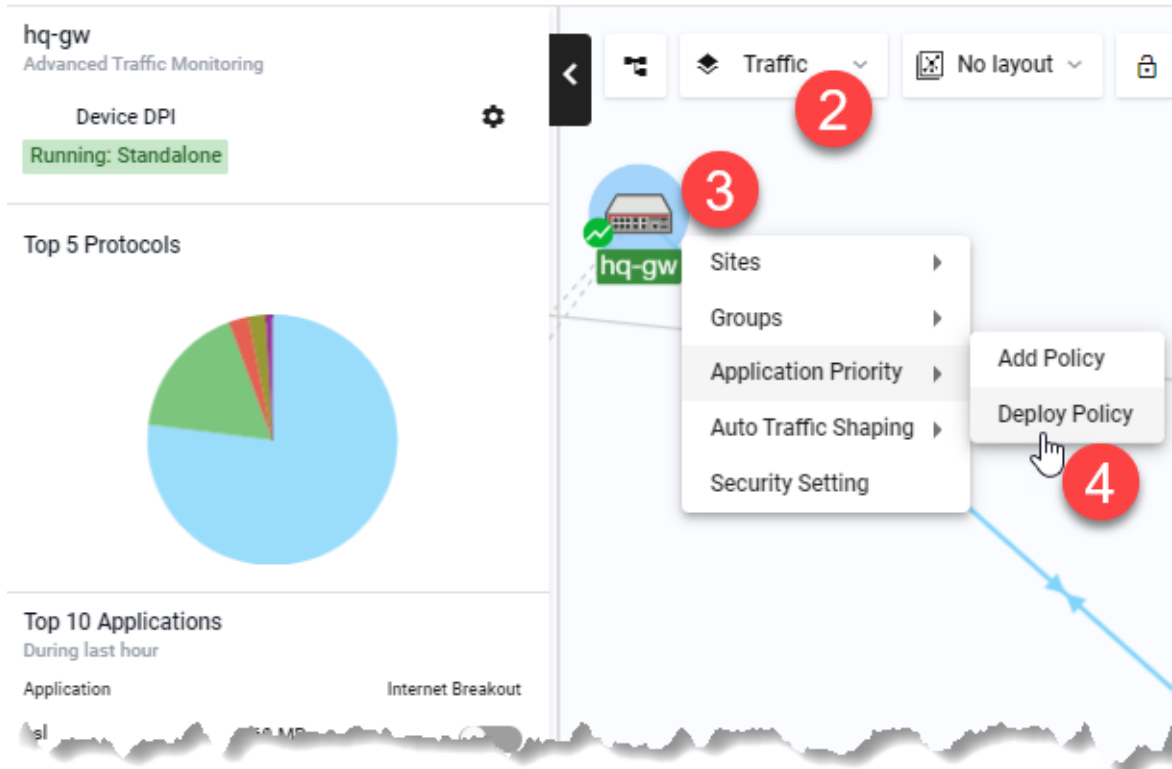 hq-gw
Advanced Traffic Monitoring
Device DPI
Running: Standalone
Top 5 Protocols
Top 10 Applications
During last hour
Application Internet Breakout
Traffic
No layout
2
3
hq-gw
Sites
Groups
Application Priority
Auto Traffic Shaping
Security Setting
Add Policy
Deploy Policy
4